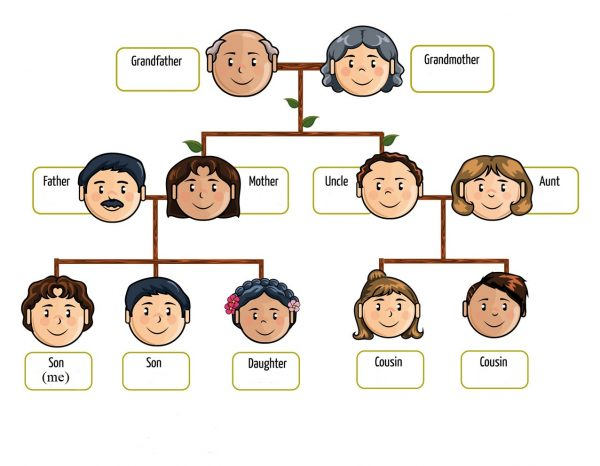 Grandfather
Grandmother
Father
Mother
Uncle
Aunt
Son
(me)
Son
Daughter
Cousin
Cousin